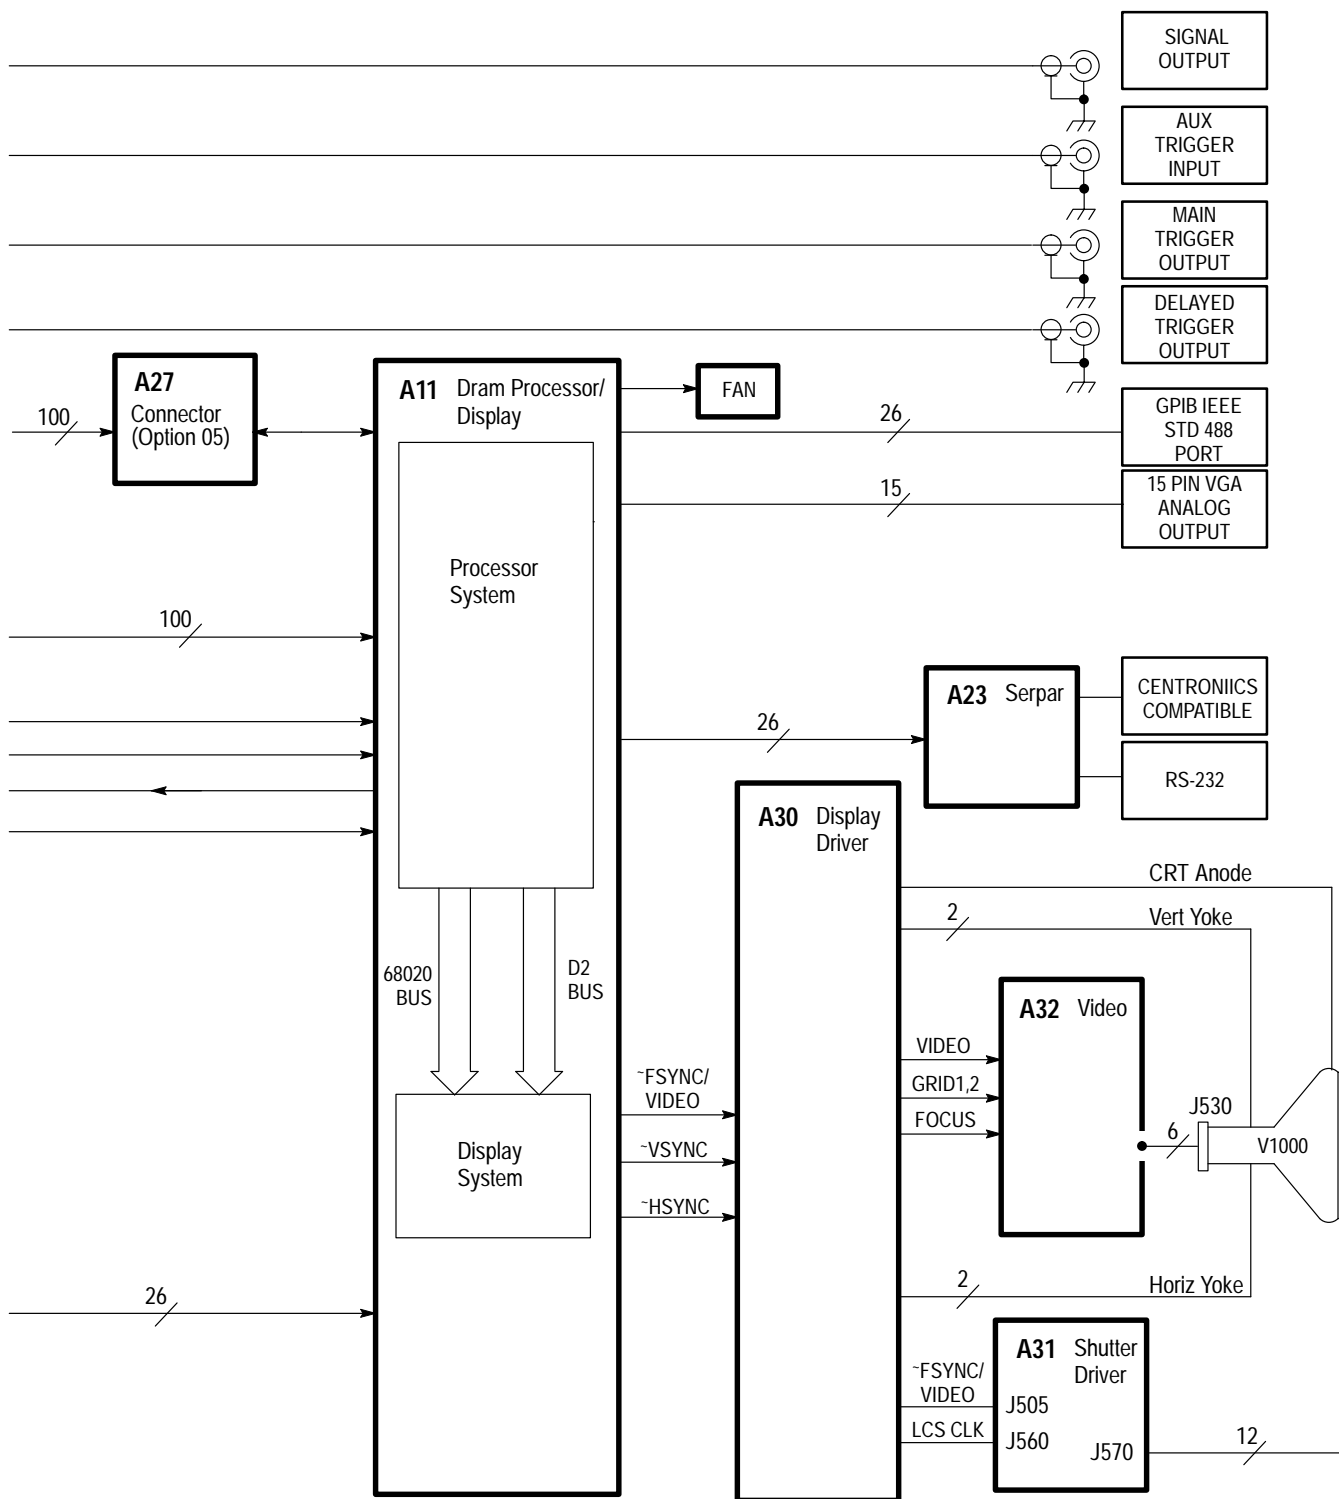 SIGNAL
OUTPUT
AUX
TRIGGER
INPUT
MAIN
TRIGGER
OUTPUT
DELAYED
TRIGGER
OUTPUT
A27
Connector
(Option 05)
100
A11 Dram Processor/
Display
FAN
26
GPIB IEEE
STD 488
PORT
15
15 PIN VGA
ANALOG
OUTPUT
Processor
System
100
A23 Serpar
CENTRONIICS
COMPATIBLE
26
RS-232
A30 Display
Driver
CRT Anode
2
Vert Yoke
68020
BUS
D2
BUS
A32 Video
VIDEO
GRID1,2
FOCUS
~FSYNC/
VIDEO
~VSYNC
~HSYNC
Display
System
J530
6
V1000
26
2
Horiz Yoke
A31 Shutter
Driver
~FSYNC/
VIDEO
J505
LCS CLK
J560
J570
12